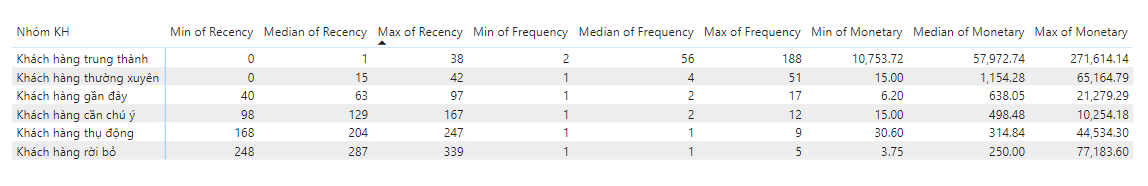 Nhóm KH Min of Recency Median of Recency Max of Recency Min of Frequency Median of Frequency Max of Frequency Min of Monetary Median of Monetary Max of Monetary
Khách hàng trung thành 0 1 38 2 56 188 10,753.72 57,972.74 271,614.14
Khách hàng thường xuyên 0 15 42 1 4 51 15.00 1,154.28 65,164.79
Khách hàng gần đây 40 63 97 1 2 17 6.20 638.05 21,279.29
Khách hàng cần chú ý 98 129 167 1 2 12 15.00 498.48 10,254.18
Khách hàng thụ động 168 204 247 1 1 9 30.60 314.84 44,534.30
Khách hàng rời bỏ 248 287 339 1 1 5 3.75 250.00 77,183.60